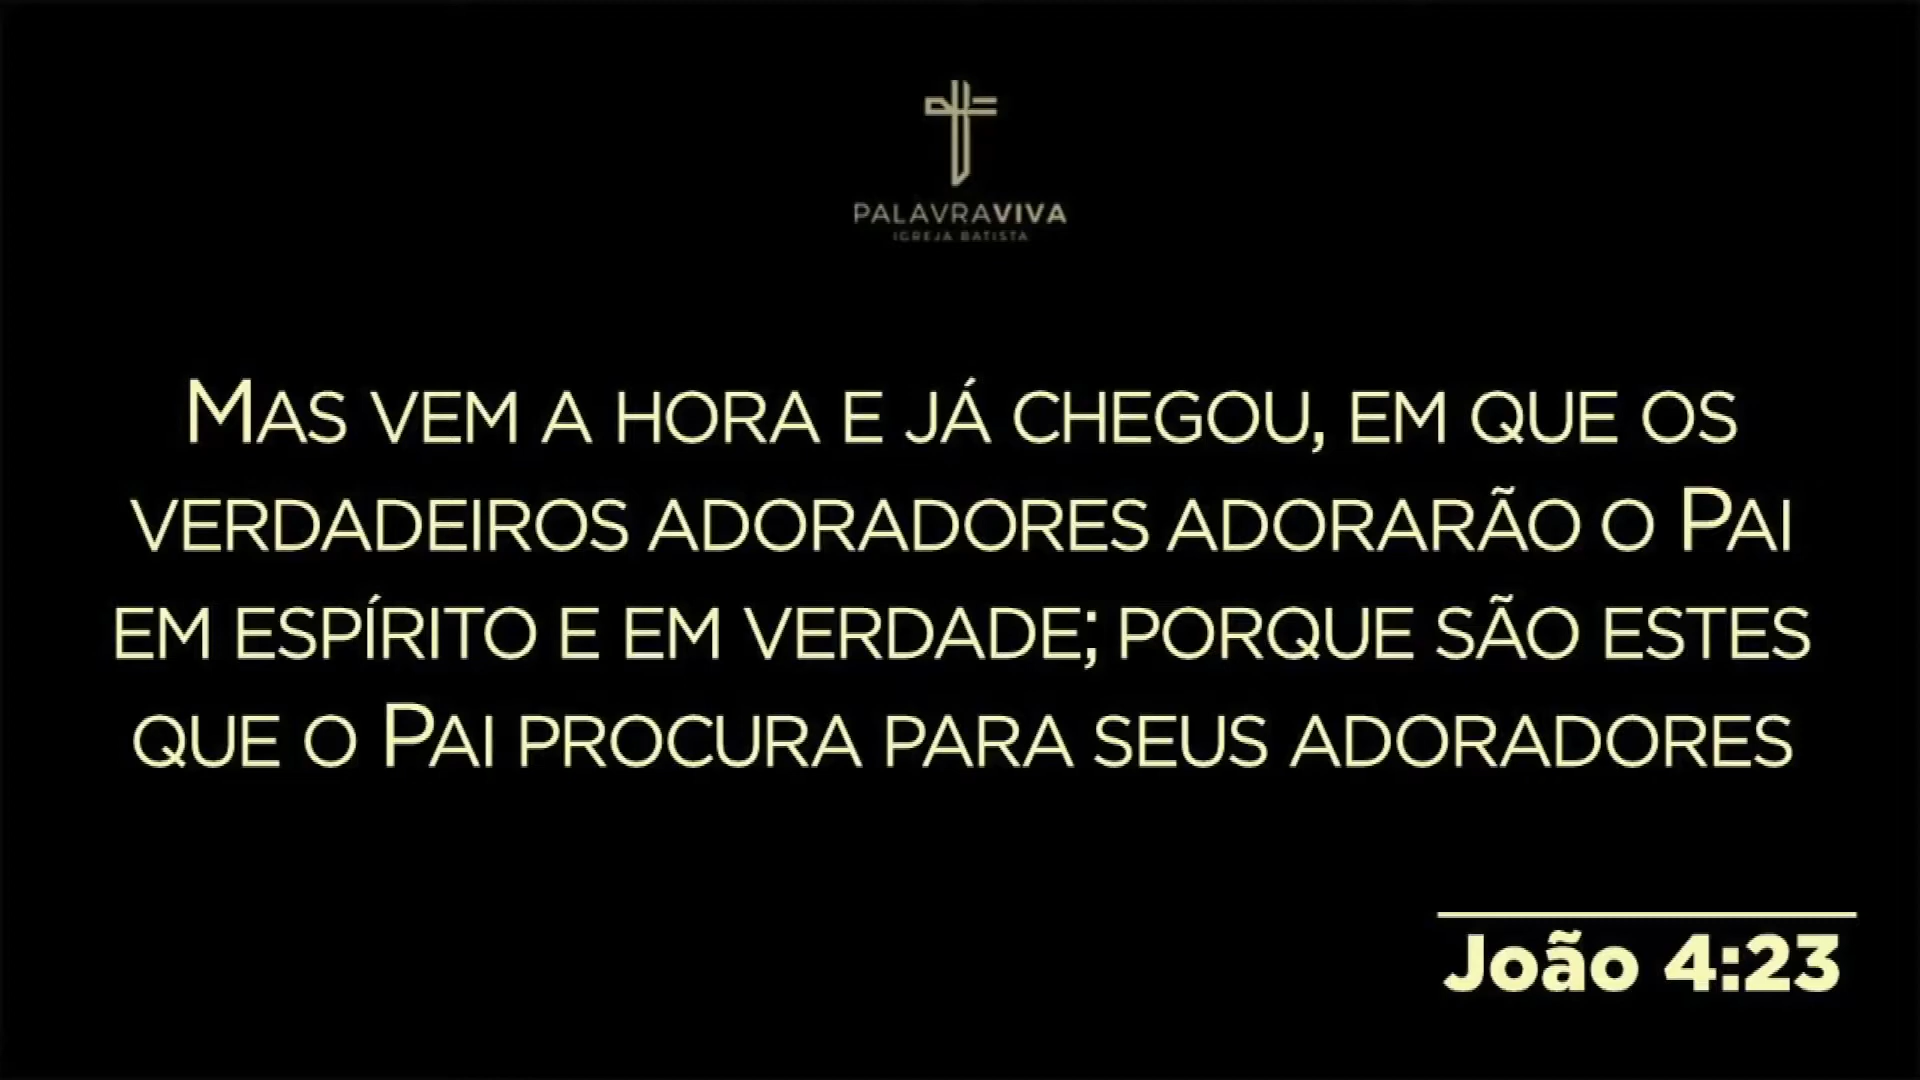 PALAVRAVIVA
IGREJA BATISTA
Mas vem a hora e já chegou, em que os
verdadeiros adoradores adorarão o Pai
em espírito e em verdade; porque são estes
que o Pai procura para seus adoradores
João 4:23